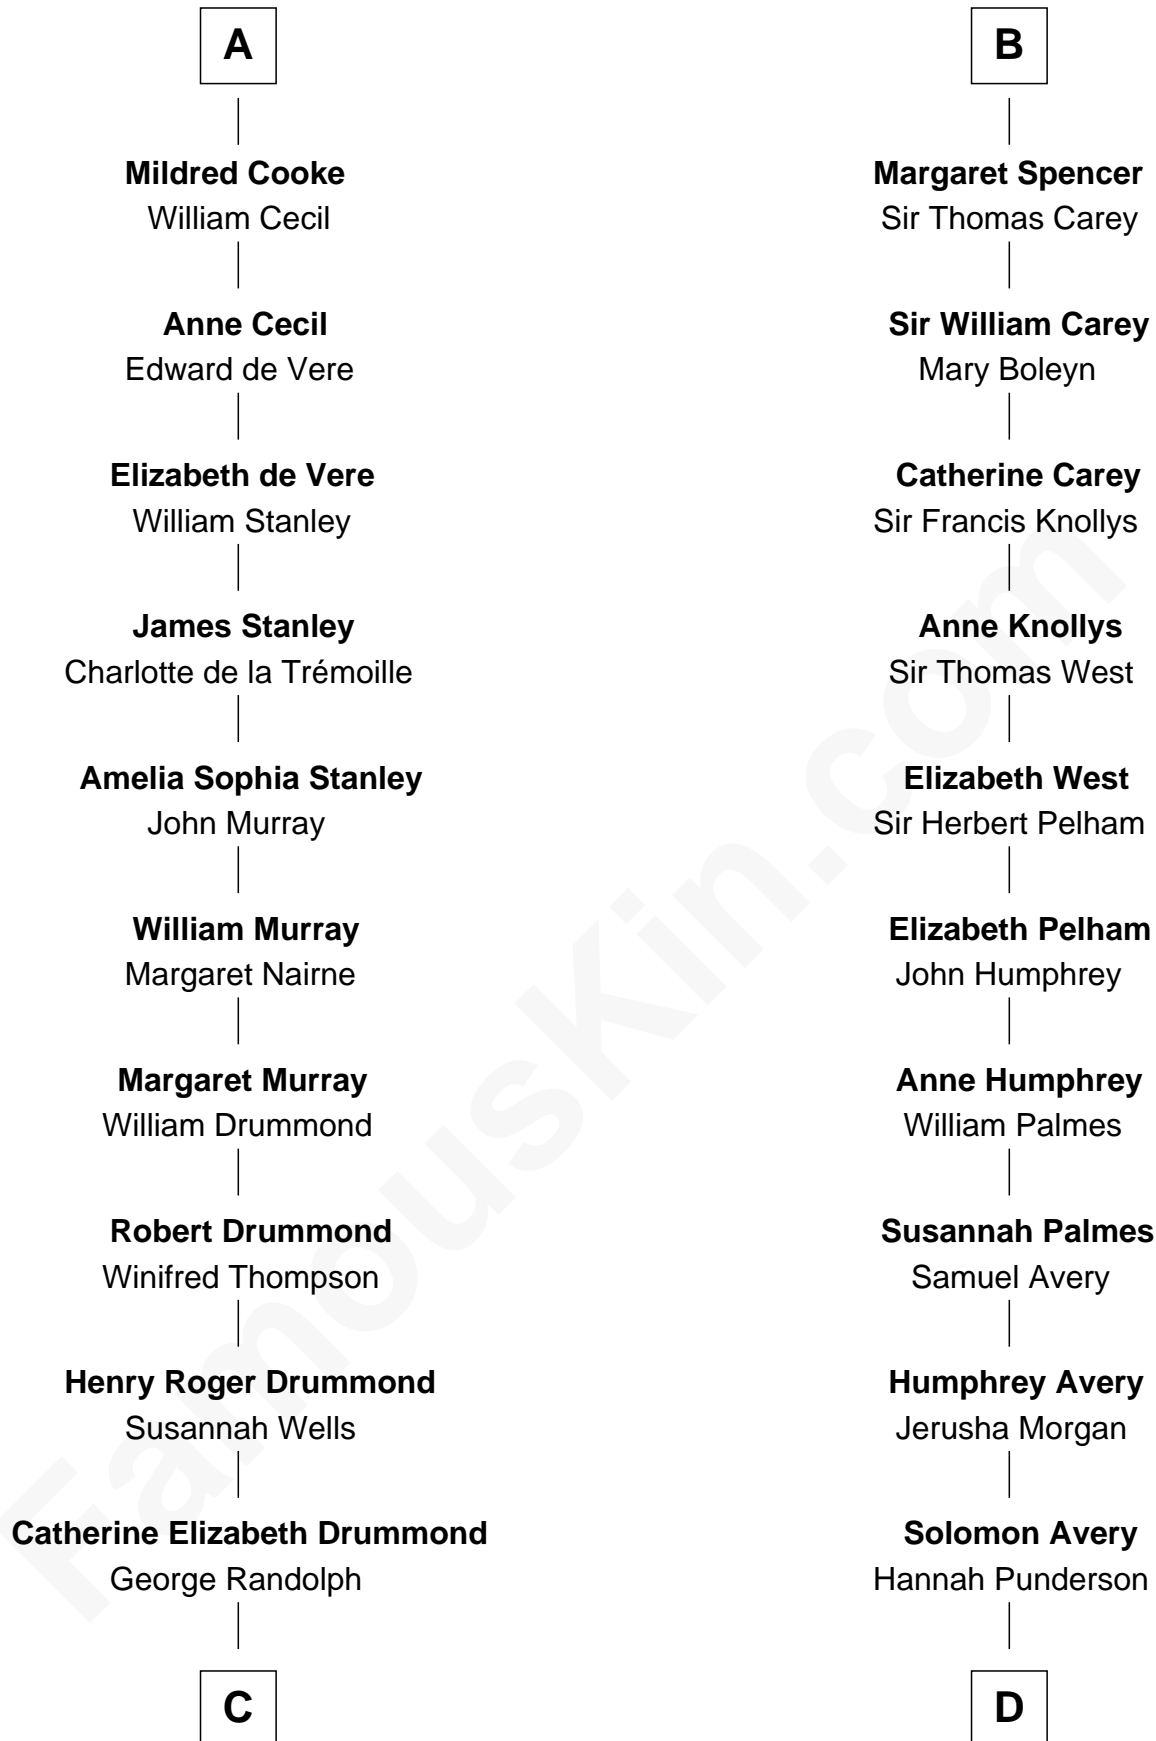 A
Mildred Cooke
William Cecil
Anne Cecil
Edward de Vere
Elizabeth de Vere
William Stanley
James Stanley
Charlotte de la Trémoille
Amelia Sophia Stanley
John Murray
William Murray
Margaret Nairne
Margaret Murray
William Drummond
Robert Drummond
Winifred Thompson
Henry Roger Drummond
Susannah Wells
Catherine Elizabeth Drummond
George Randolph
C
B
Margaret Spencer
Sir Thomas Carey
Sir William Carey
Mary Boleyn
Catherine Carey
Sir Francis Knollys
Anne Knollys
Sir Thomas West
Elizabeth West
Sir Herbert Pelham
Elizabeth Pelham
John Humphrey
Anne Humphrey
William Palmes
Susannah Palmes
Samuel Avery
Humphrey Avery
Jerusha Morgan
Solomon Avery
Hannah Punderson
D
FamousKin.com